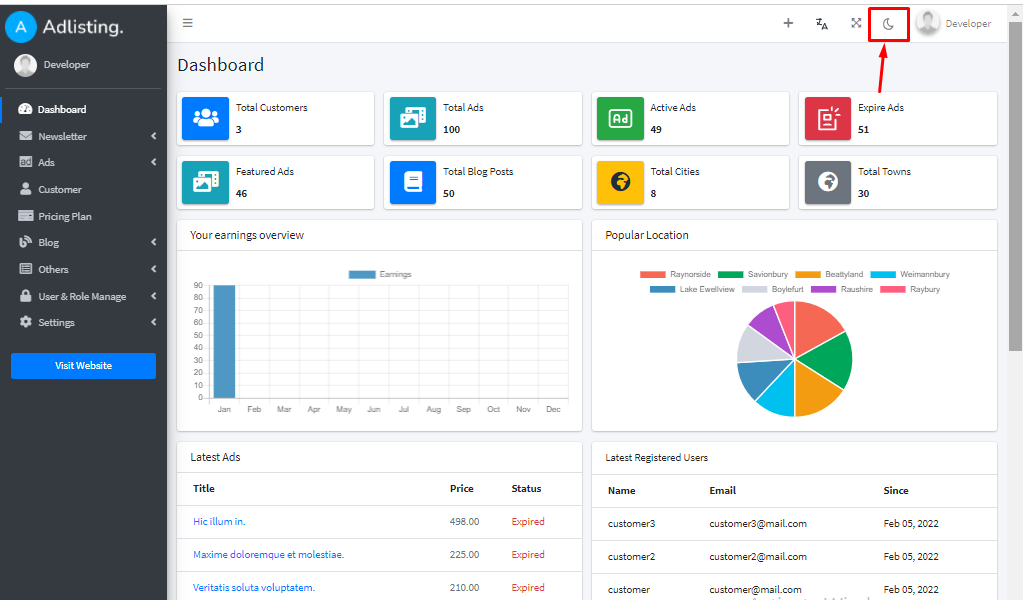 A Adlisting.
Developer
Developer
Dashboard
Newsletter
Ads
Customer
Pricing Plan
Blog
Others
User & Role Manage
Settings
Visit Website
Dashboard
Total Customers
3
Total Ads
100
Ad
Active Ads
49
Expire Ads
51
Featured Ads
46
Total Blog Posts
50
Total Cities
8
Total Towns
30
Your earnings overview
Earnings
90
80
70
60
50
40
30
20
10
0
Jan Feb Mar Apr May Jun Jul Aug Sep Oct Nov Dec
Popular Location
Raynorside Savionbury Beattyland Weimannbury
Lake Ewellview Boylefurt Raushire Raybury
Latest Ads
Title Price Status
Hic illum in. 498.00 Expired
Maxime doloremque et molestiae. 225.00 Expired
Veritatis soluta voluptatem. 210.00 Expired
Latest Registered Users
Name Email Since
customer3 customer3@mail.com Feb 05, 2022
customer2 customer2@mail.com Feb 05, 2022
customer customer@mail.com Feb 05, 2022